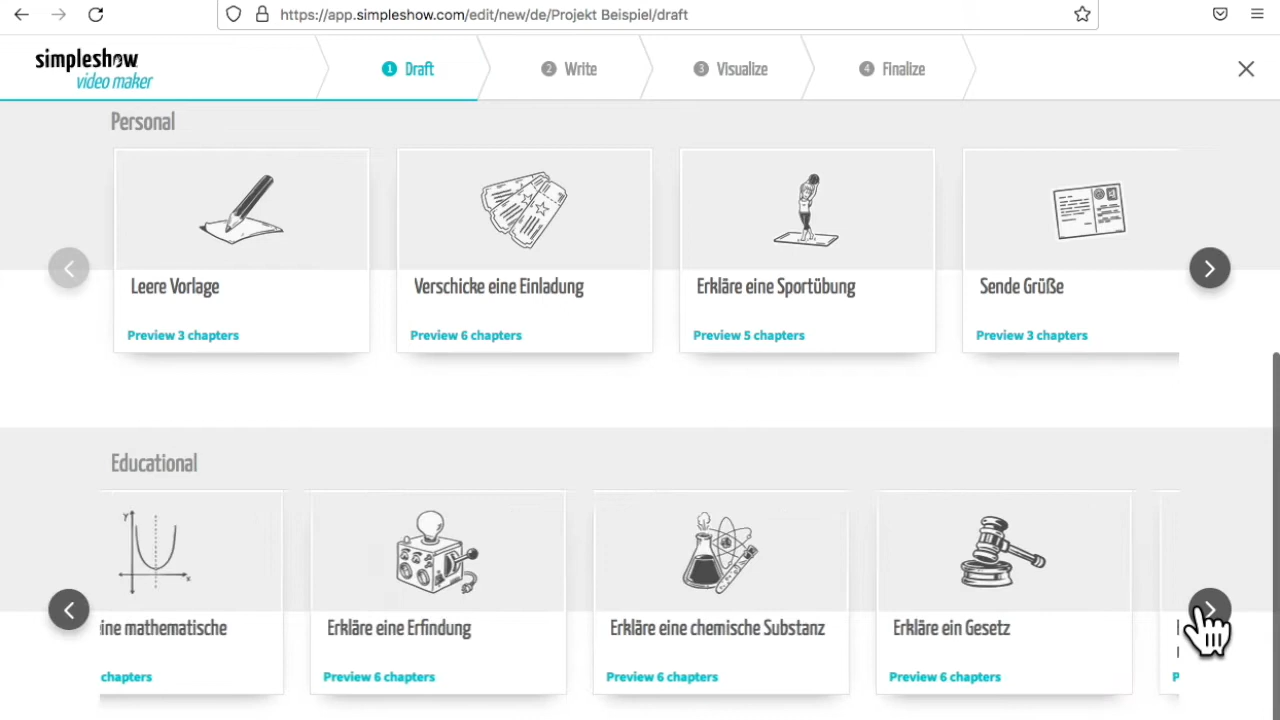 https://app.simpleshow.com/edit/new/de/Projekt Beispiel/draft
simpleshow
video maker
1 Draft
2 Write
3 Visualize
4 Finalize
Personal
Leere Vorlage
Verschicke eine Einladung
Erkläre eine Sportübung
Sende Grüße
Preview 3 chapters
Preview 6 chapters
Preview 5 chapters
Preview 3 chapters
Educational
y
x
ine mathematische
Erkläre eine Erfindung
Erkläre eine chemische Substanz
Erkläre ein Gesetz
chapters
Preview 6 chapters
Preview 6 chapters
Preview 6 chapters
P